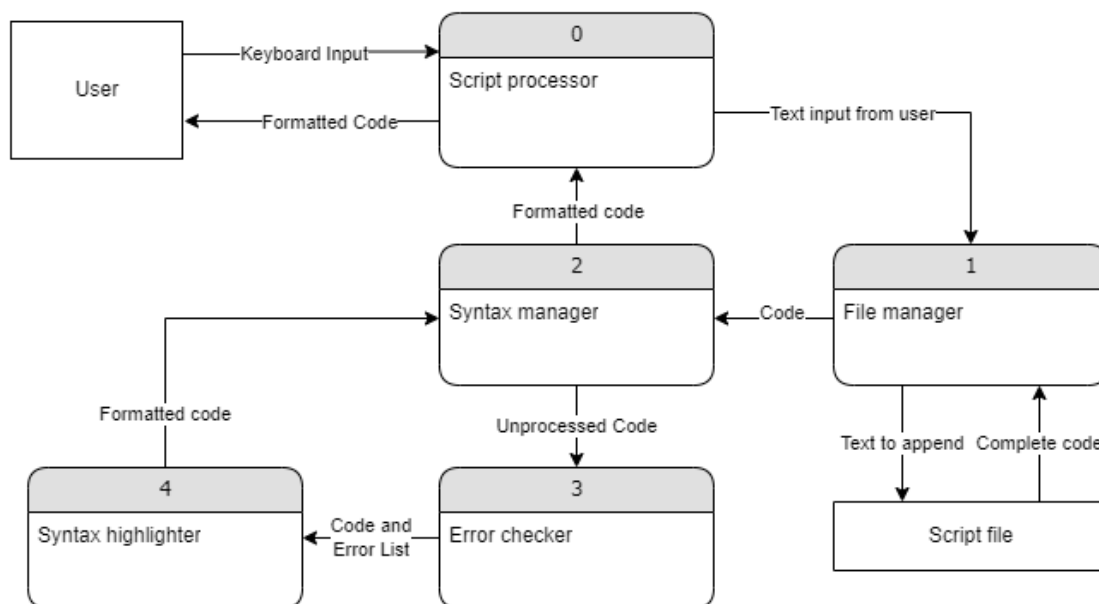 0
Keyboard Input
Script processor
User
Text input from user
Formatted Code
Formatted code
2
1
Syntax manager
Code
File manager
Formatted code
Unprocessed Code
Text to append
Complete code
4
3
Code and
Error List
Syntax highlighter
Error checker
Script file